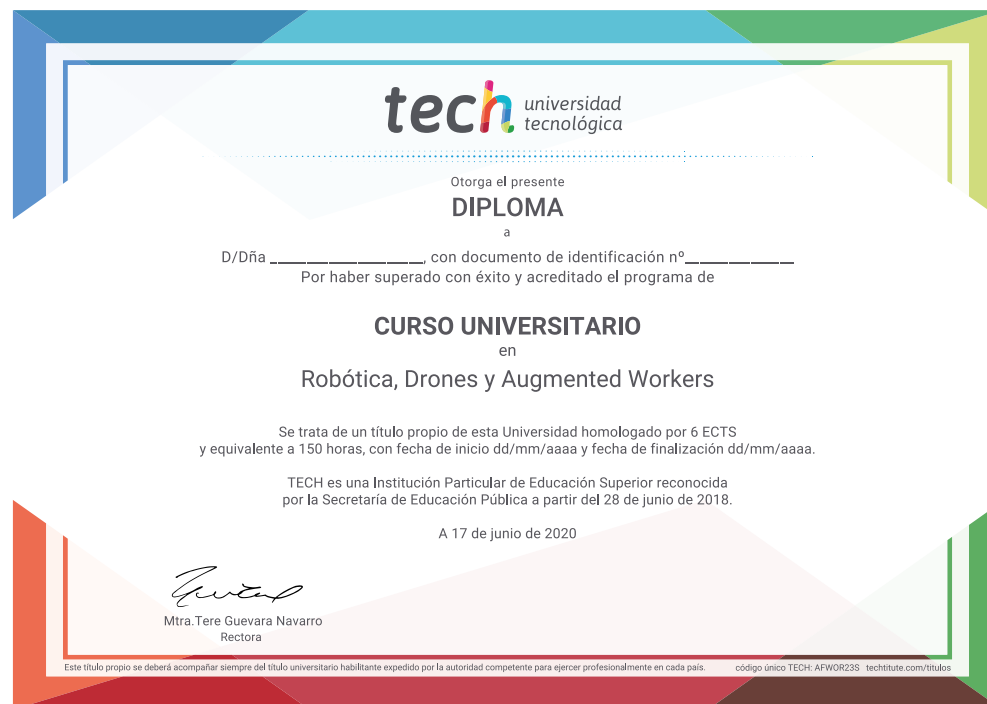 tech universidad
tecnológica
Otorga el presente
DIPLOMA
a
D/Dña ____________________, con documento de identificación nº______________
Por haber superado con éxito y acreditado el programa de
CURSO UNIVERSITARIO
en
Robótica, Drones y Augmented Workers
Se trata de un título propio de esta Universidad homologado por 6 ECTS
y equivalente a 150 horas, con fecha de inicio dd/mm/aaaa y fecha de finalización dd/mm/aaaa.
TECH es una Institución Particular de Educación Superior reconocida
por la Secretaría de Educación Pública a partir del 28 de junio de 2018.
A 17 de junio de 2020
Mtra.Tere Guevara Navarro
Rectora
Este título propio se deberá acompañar siempre del título universitario habilitante expedido por la autoridad competente para ejercer profesionalmente en cada país. código único TECH: AFWOR23S techtitute.com/titulos